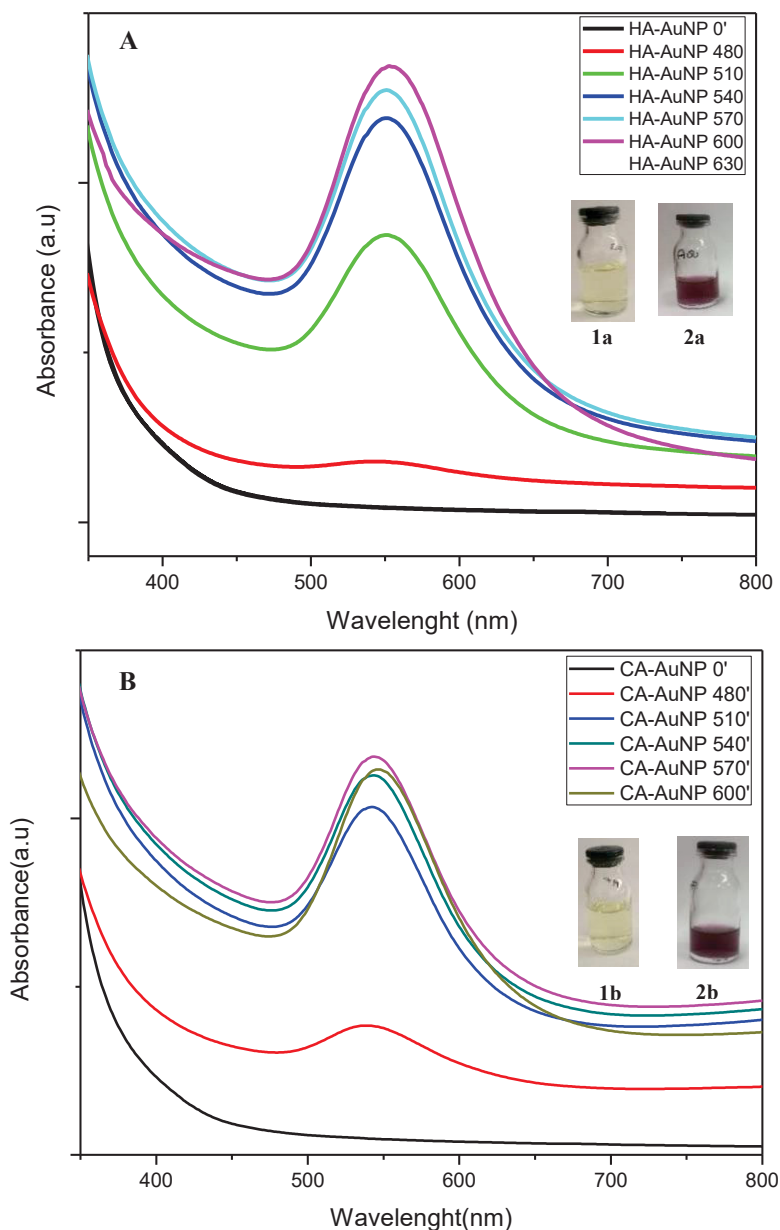 A
HA-AuNP 0'
HA-AuNP 480
HA-AuNP 510
HA-AuNP 540
HA-AuNP 570
HA-AuNP 600
HA-AuNP 630
1a
2a
Absorbance (a.u)
400
500
600
700
800
Wavelenght (nm)
B
CA-AuNP 0'
CA-AuNP 480'
CA-AuNP 510'
CA-AuNP 540'
CA-AuNP 570'
CA-AuNP 600'
1b
2b
Absorbance(a.u)
400
500
600
700
800
Wavelenght(nm)